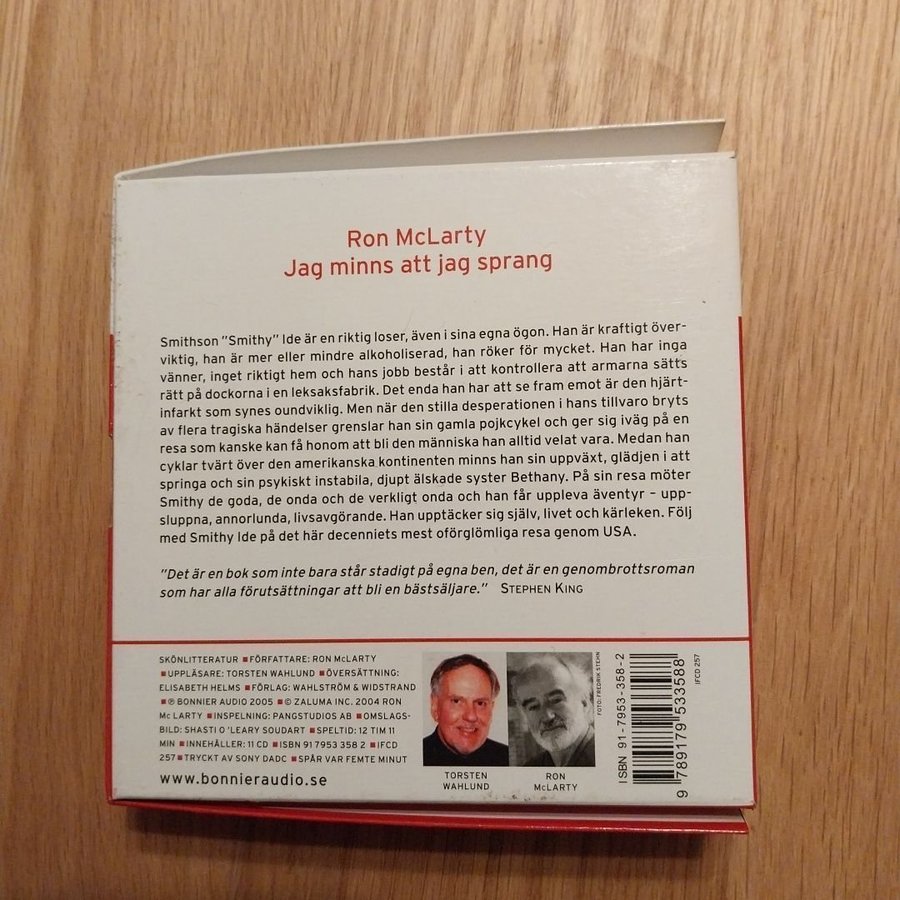 Ron McLarty
Jag minns att jag sprang
Smithson "Smithy" Ide är en riktig loser, även i sina egna ögon. Han är kraftigt över-
viktig, han är mer eller mindre alkoholiserad, han röker för mycket. Han har inga
vänner, inget riktigt hem och hans jobb består i att kontrollera att armarna sätts
rätt på dockorna i en leksaksfabrik. Det enda han har att se fram emot är den hjärt-
infarkt som synes oundviklig. Men när den stilla desperationen i hans tillvaro bryts
av flera tragiska händelser grenslar han sin gamla pojkcykel och ger sig iväg på en
resa som kanske kan få honom att bli den människa han alltid velat vara. Medan han
cyklar tvärt över den amerikanska kontinenten minns han sin uppväxt, glädjen i att
springa och sin psykiskt instabila, djupt älskade syster Bethany. På sin resa möter
Smithy de goda, de onda och de verkligt onda och han får uppleva äventyr – upp-
sluppna, annorlunda, livsavgörande. Han upptäcker sig själv, livet och kärleken. Följ
med Smithy Ide på det här decenniets mest oförglömliga resa genom USA.
"Det är en bok som inte bara står stadigt på egna ben, det är en genombrottsroman
som har alla förutsättningar att bli en bästsäljare." STEPHEN KING
SKÖNLITTERATUR ■ FÖRFATTARE: RON McLARTY
■ UPPLÄSARE: TORSTEN WAHLUND ■ ÖVERSÄTTNING:
ELISABETH HELMS ■ FÖRLAG: WAHLSTRÖM & WIDSTRAND
■ ℗ BONNIER AUDIO 2005 ■ © ZALUMA INC. 2004 RON
Mc LARTY ■ INSPELNING: PANGSTUDIOS AB ■ OMSLAGS-
BILD: SHASTI O'LEARY SOUDART ■ SPELTID: 12 TIM 11
MIN ■ INNEHÅLLER: 11 CD ■ ISBN 91 7953 358 2 ■ IFCD
257 ■ TRYCKT AV SONY DADC ■ SPÅR VAR FEMTE MINUT
www.bonnieraudio.se
TORSTEN
WAHLUND
RON
McLARTY
FOTO: FREDRIK STEHN
ISBN 91-7953-358-2
9 789179 533588
IFCD 257